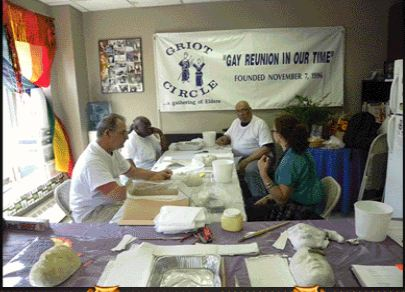 GRIOT
CIRCLE
...a gathering of Elders
"GAY REUNION IN OUR TIME"
FOUNDED NOVEMBER 7, 1996